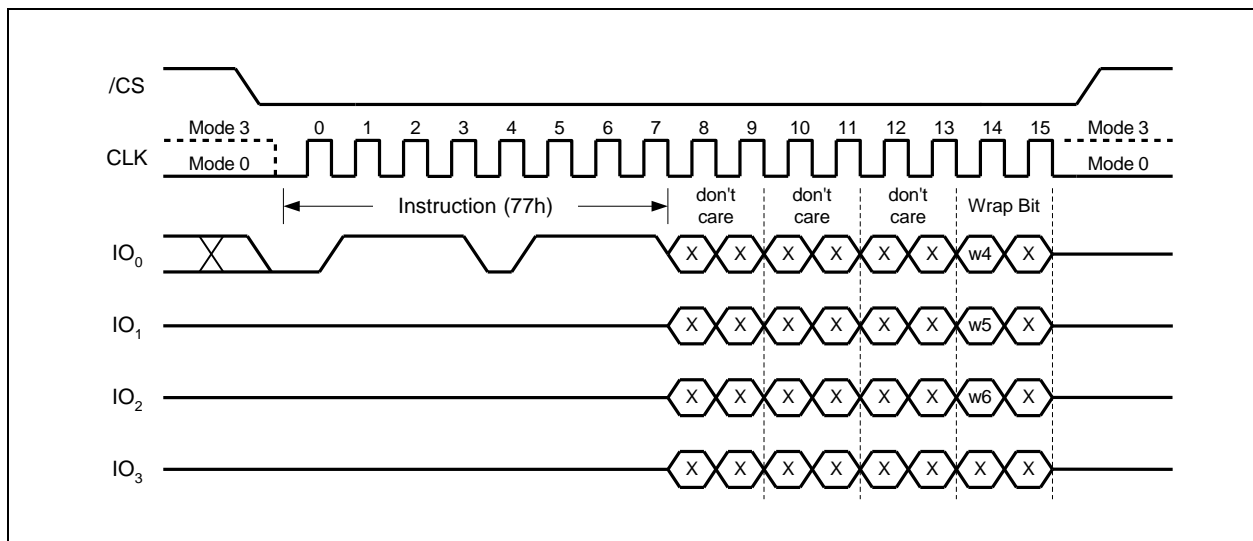 /CS
Mode 3 0 1 2 3 4 5 6 7 8 9 10 11 12 13 14 15 Mode 3
CLK
Mode 0 Mode 0
Instruction (77h)
don't care
don't care
don't care
Wrap Bit
IO0 X X X X X X w4 X
IO1 X X X X X X w5 X
IO2 X X X X X X w6 X
IO3 X X X X X X X X